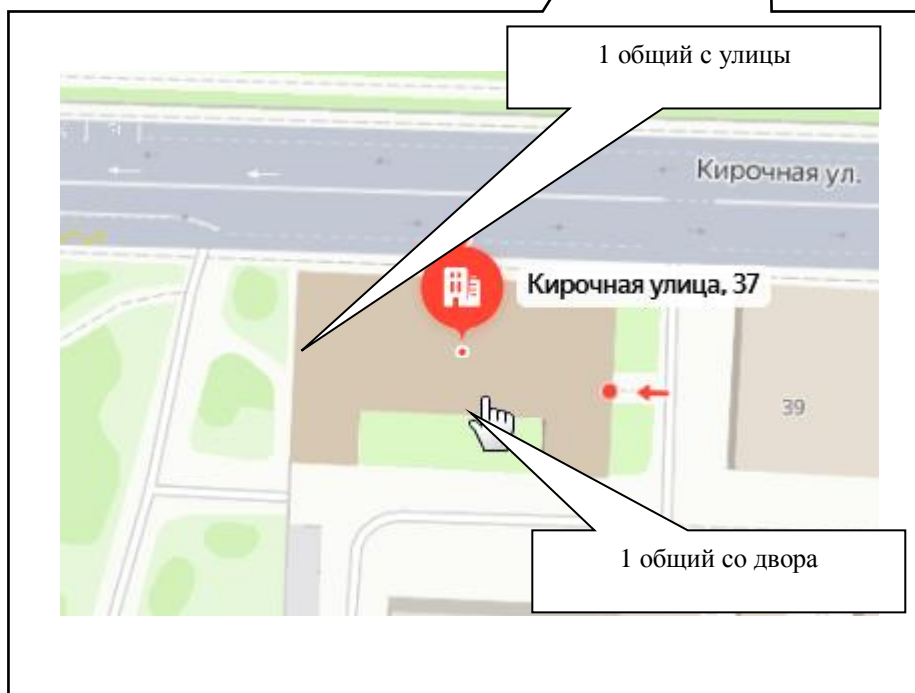 1 общий с улицы
Кирочная ул.
Кирочная улица, 37
39
1 общий со двора